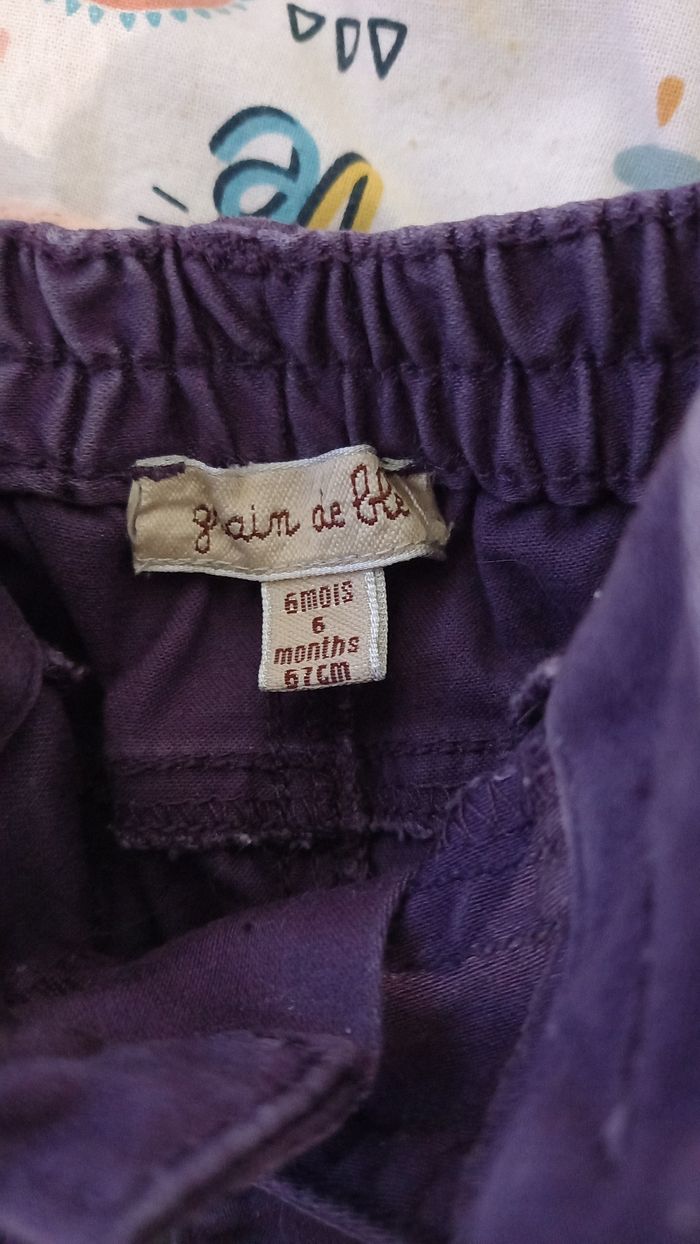 grain de blé
6mois
6
months
67cm